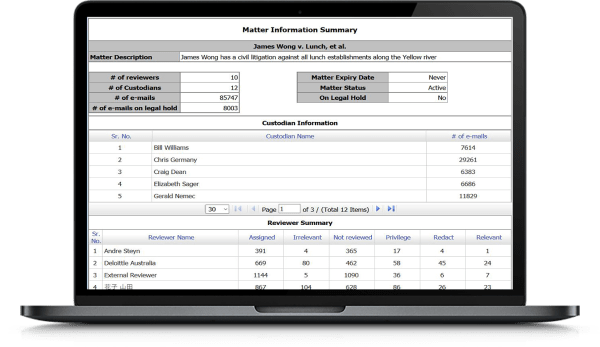 Matter Information Summary
James Wong v. Lunch, et al.
Matter Description James Wong has a civil litigation against all lunch establishments along the Yellow river
# of reviewers 10 Matter Expiry Date Never
# of Custodians 12 Matter Status Active
# of e-mails 85747 On Legal Hold No
# of e-mails on legal hold 8003
Custodian Information
Sr. No. Custodian Name # of e-mails
1 Bill Williams 7614
2 Chris Germany 29261
3 Craig Dean 6383
4 Elizabeth Sager 6686
5 Gerald Nemec 11829
30 Page 1 of 3 / (Total 12 Items)
Reviewer Summary
Sr. No. Reviewer Name Assigned Irrelevant Not reviewed Privilege Redact Relevant
1 Andre Steyn 391 4 365 17 4 1
2 Deloittle Australia 669 80 462 58 45 24
3 External Reviewer 1144 5 1090 36 6 7
4 花子 山田 867 104 628 86 26 23